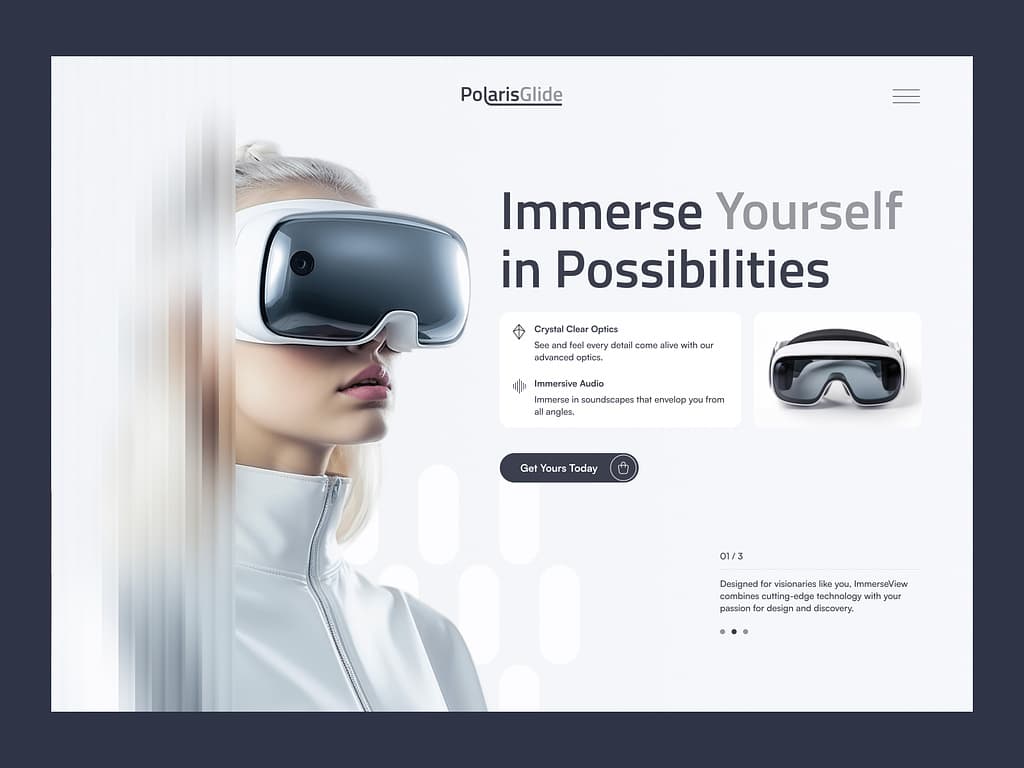 PolarisGlide
Immerse Yourself
in Possibilities
Crystal Clear Optics
See and feel every detail come alive with our
advanced optics.
Immersive Audio
Immerse in soundscapes that envelop you from
all angles.
Get Yours Today
01 / 3
Designed for visionaries like you, ImmerseView
combines cutting-edge technology with your
passion for design and discovery.